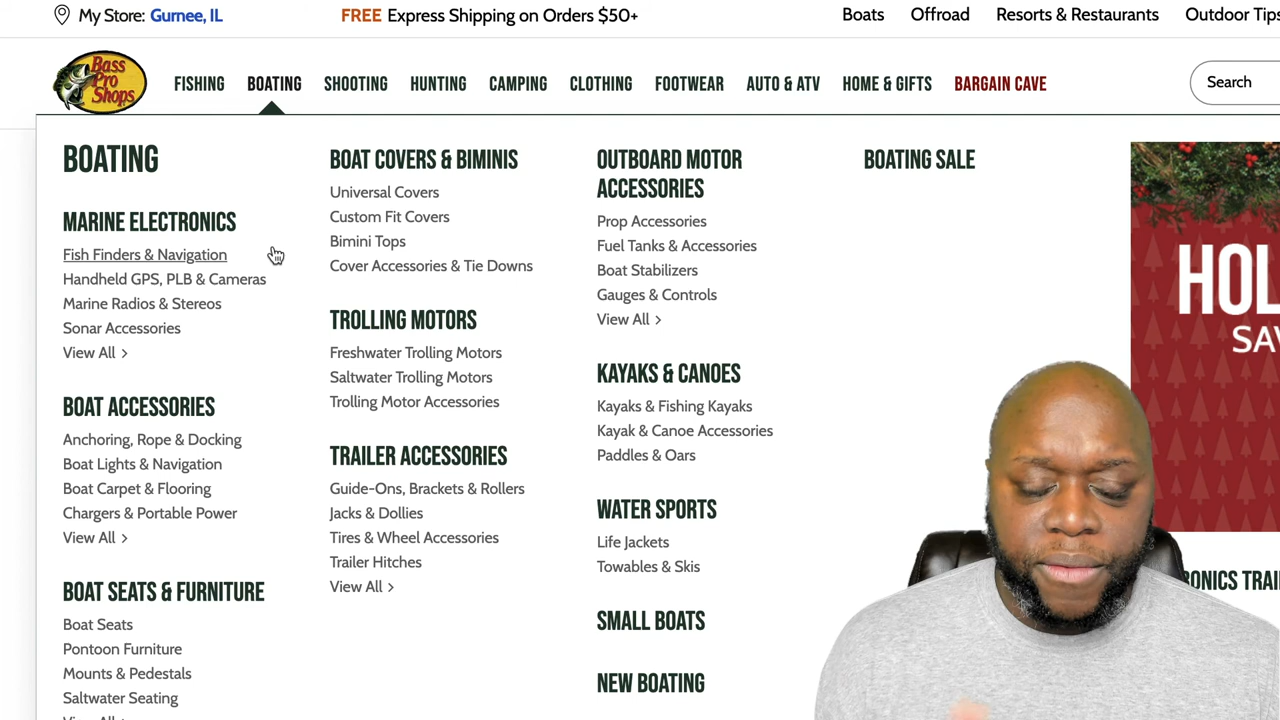 My Store: Gurnee, IL
FREE Express Shipping on Orders $50+
Boats Offroad Resorts & Restaurants Outdoor Tips
Bass
Pro
Shops
FISHING BOATING SHOOTING HUNTING CAMPING CLOTHING FOOTWEAR AUTO & ATV HOME & GIFTS BARGAIN CAVE
Search
BOATING
MARINE ELECTRONICS
Fish Finders & Navigation
Handheld GPS, PLB & Cameras
Marine Radios & Stereos
Sonar Accessories
View All >
BOAT ACCESSORIES
Anchoring, Rope & Docking
Boat Lights & Navigation
Boat Carpet & Flooring
Chargers & Portable Power
View All >
BOAT SEATS & FURNITURE
Boat Seats
Pontoon Furniture
Mounts & Pedestals
Saltwater Seating
View All >
BOAT COVERS & BIMINIS
Universal Covers
Custom Fit Covers
Bimini Tops
Cover Accessories & Tie Downs
TROLLING MOTORS
Freshwater Trolling Motors
Saltwater Trolling Motors
Trolling Motor Accessories
TRAILER ACCESSORIES
Guide-Ons, Brackets & Rollers
Jacks & Dollies
Tires & Wheel Accessories
Trailer Hitches
View All >
OUTBOARD MOTOR
ACCESSORIES
Prop Accessories
Fuel Tanks & Accessories
Boat Stabilizers
Gauges & Controls
View All >
KAYAKS & CANOES
Kayaks & Fishing Kayaks
Kayak & Canoe Accessories
Paddles & Oars
WATER SPORTS
Life Jackets
Towables & Skis
SMALL BOATS
NEW BOATING
BOATING SALE
HOL
SAV
RONICS TRAI